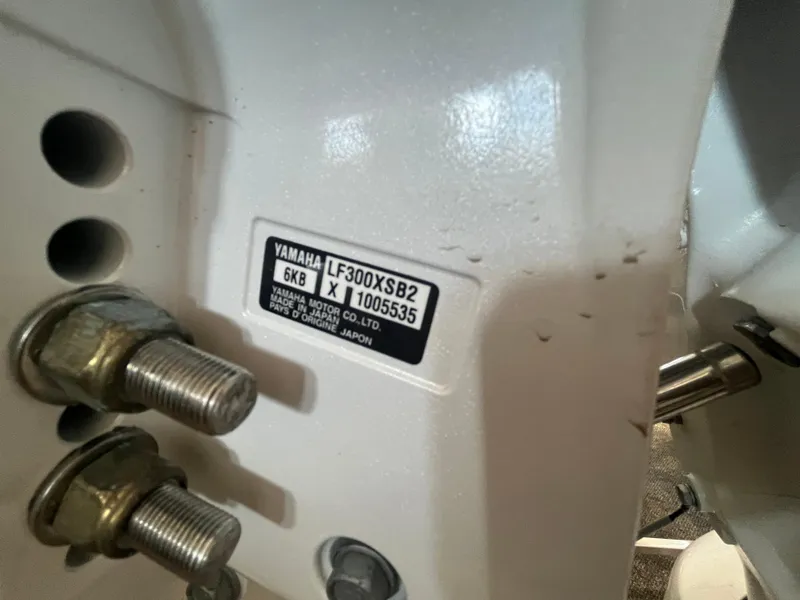 YAMAHA LF300XSB2
6KB X 1005535
YAMAHA MOTOR CO., LTD.
MADE IN JAPAN
PAYS D'ORIGINE JAPON